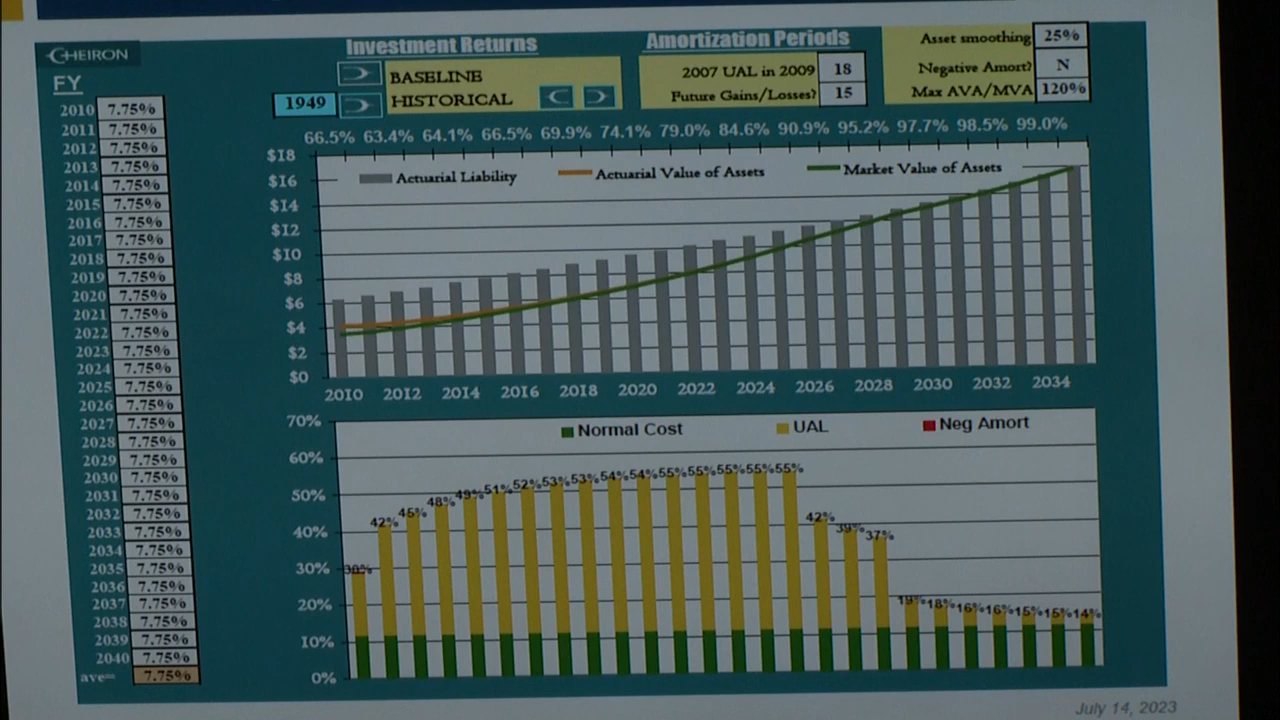 CHEIRON
Investment Returns
Amortization Periods
Asset smoothing 25%
Negative Amort? N
Max AVA/MVA 120%
BASELINE
1949 HISTORICAL
2007 UAL in 2009 18
Future Gains/Losses? 15
FY
2010 7.75%
2011 7.75%
2012 7.75%
2013 7.75%
2014 7.75%
2015 7.75%
2016 7.75%
2017 7.75%
2018 7.75%
2019 7.75%
2020 7.75%
2021 7.75%
2022 7.75%
2023 7.75%
2024 7.75%
2025 7.75%
2026 7.75%
2027 7.75%
2028 7.75%
2029 7.75%
2030 7.75%
2031 7.75%
2032 7.75%
2033 7.75%
2034 7.75%
2035 7.75%
2036 7.75%
2037 7.75%
2038 7.75%
2039 7.75%
2040 7.75%
ave= 7.75%
66.5% 63.4% 64.1% 66.5% 69.9% 74.1% 79.0% 84.6% 90.9% 95.2% 97.7% 98.5% 99.0%
Actuarial Liability Actuarial Value of Assets Market Value of Assets
$18
$16
$14
$12
$10
$8
$6
$4
$2
$0
2010 2012 2014 2016 2018 2020 2022 2024 2026 2028 2030 2032 2034
Normal Cost UAL Neg Amort
70%
60%
50%
40%
30%
20%
10%
0%
30% 42% 45% 48% 49% 51% 52% 53% 53% 54% 54% 55% 55% 55% 55% 55% 42% 39% 37% 19% 18% 16% 16% 15% 15% 14%
July 14, 2023